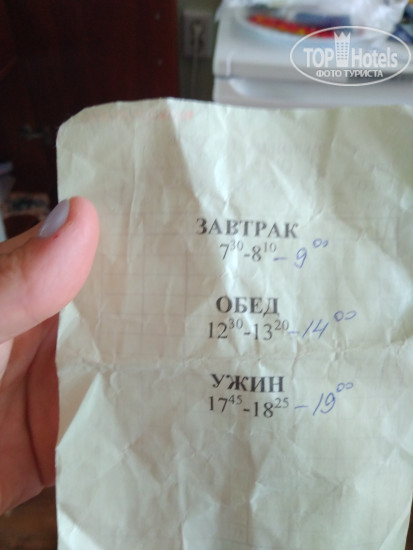 TOP Hotels
ФОТО ТУРИСТА
ЗАВТРАК
7³⁰-8¹⁰-9⁰⁰
ОБЕД
12³⁰-13²⁰-14⁰⁰
УЖИН
17⁴⁵-18²⁵-19⁰⁰